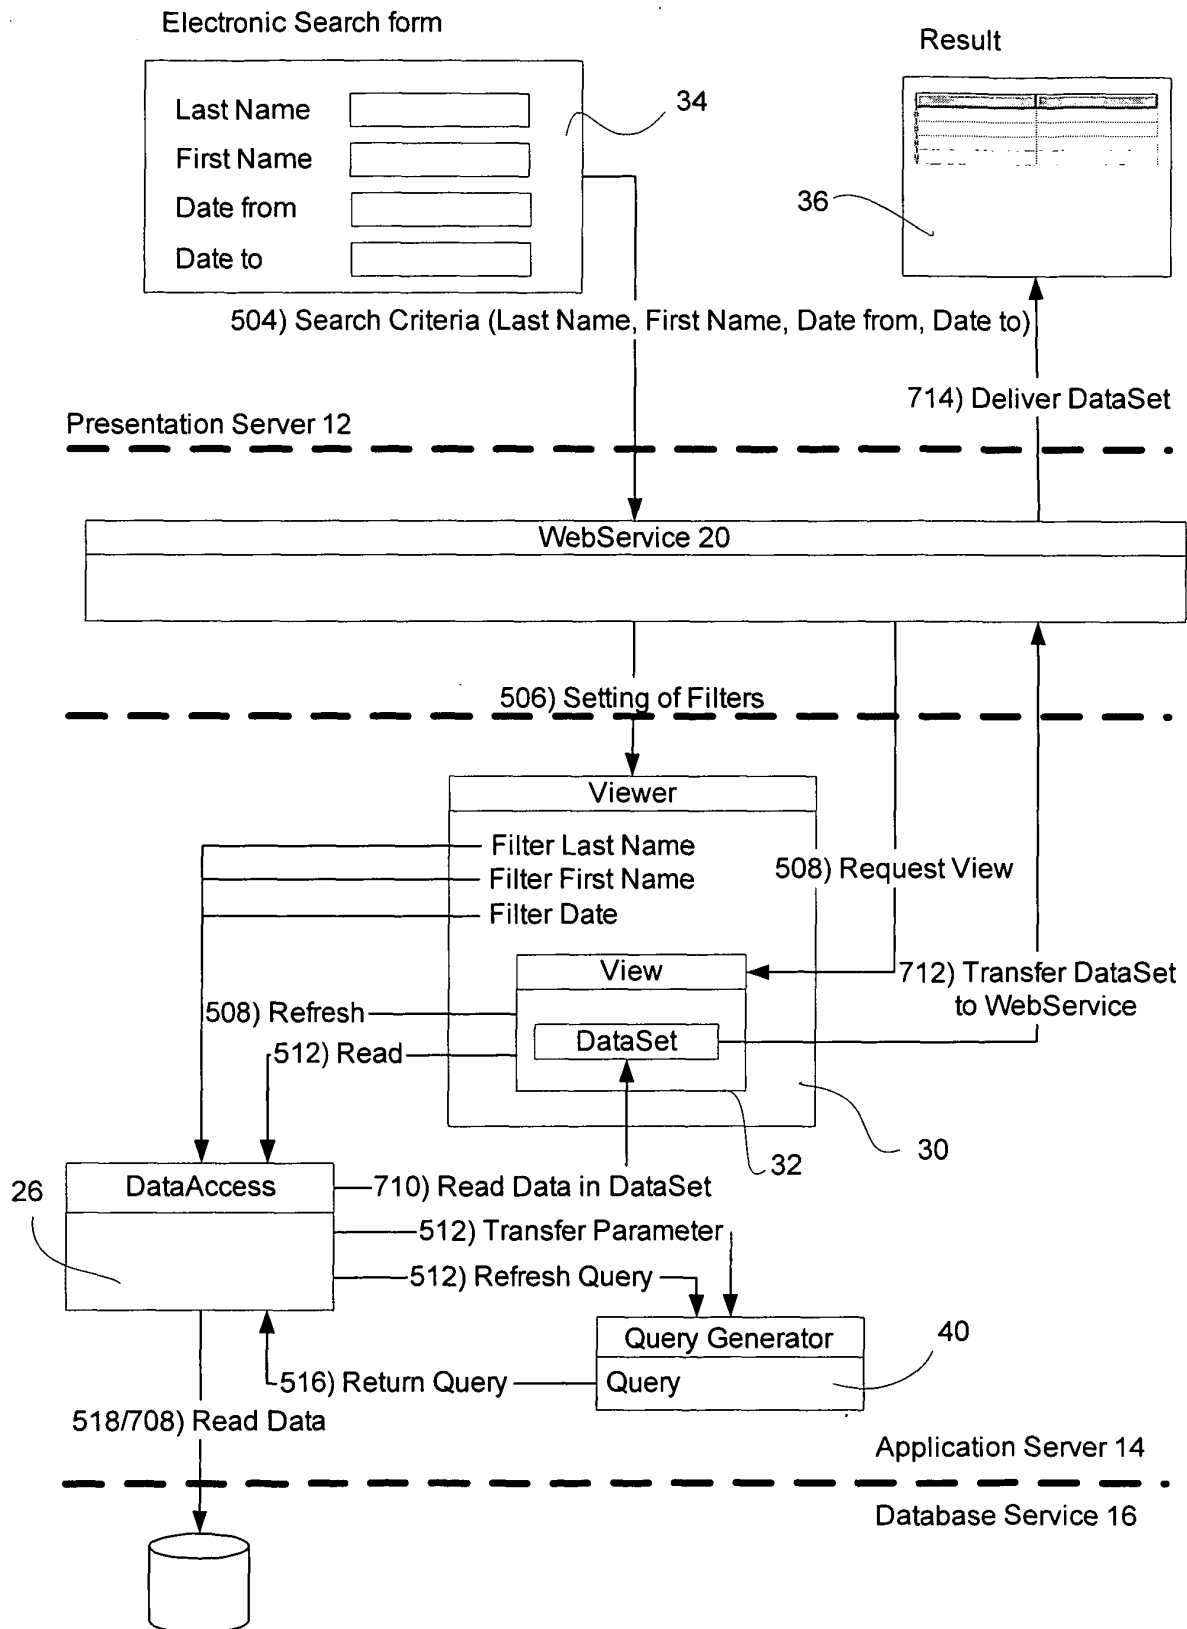 Electronic Search form
Result
Last Name
34
First Name
Date from
36
Date to
504) Search Criteria (Last Name, First Name, Date from, Date to)
714) Deliver DataSet
Presentation Server 12
WebService 20
506) Setting of Filters
Viewer
Filter Last Name
508) Request View
Filter First Name
Filter Date
View
712) Transfer DataSet
to WebService
508) Refresh
DataSet
512) Read
30
32
DataAccess
26
710) Read Data in DataSet
512) Transfer Parameter
512) Refresh Query
Query Generator
40
516) Return Query
Query
518/708) Read Data
Application Server 14
Database Service 16